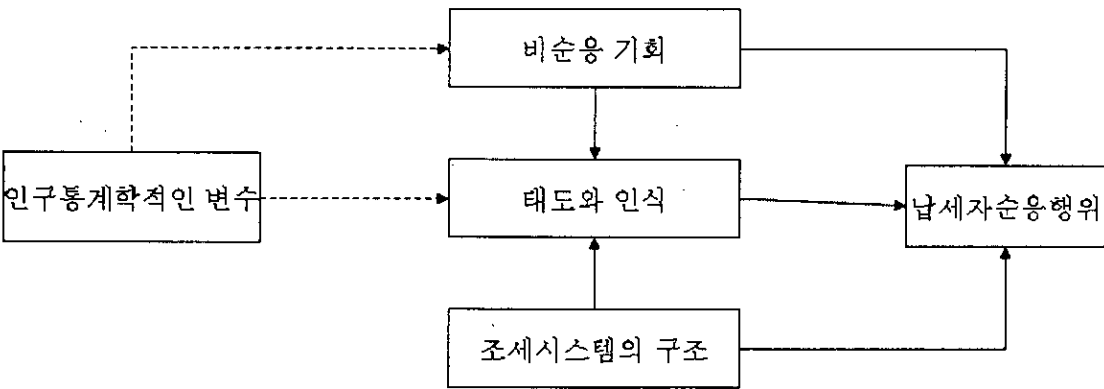 비순응 기회
인구통계학적인 변수
태도와 인식
납세자순응행위
조세시스템의 구조